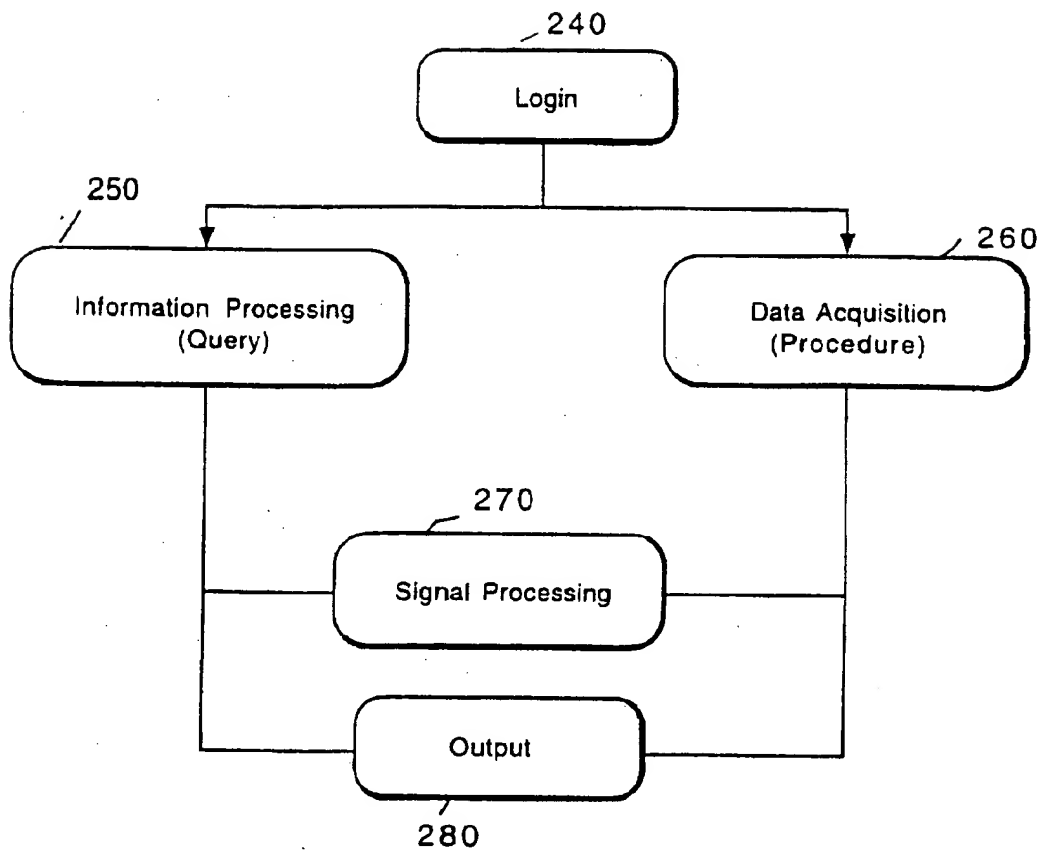 240
Login
250
260
Information Processing
(Query)
Data Acquisition
(Procedure)
270
Signal Processing
Output
280